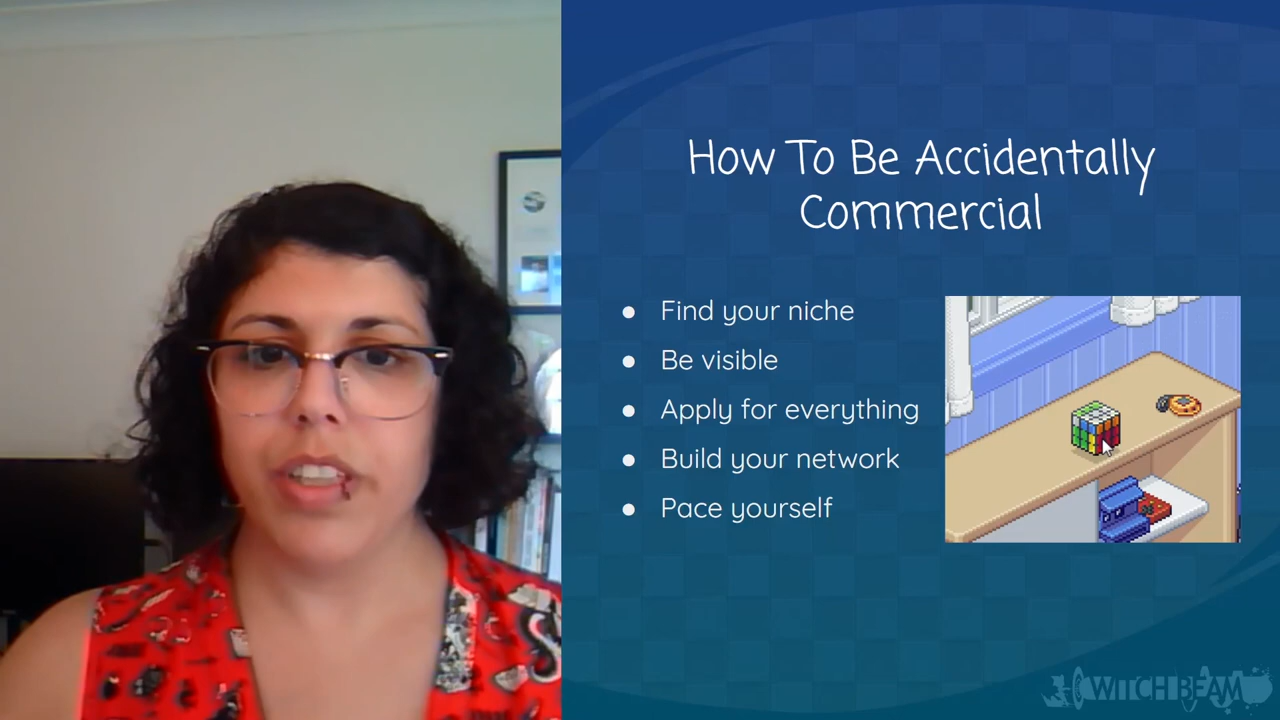 How To Be Accidentally
Commercial
● Find your niche
● Be visible
● Apply for everything
● Build your network
● Pace yourself
WITCH BEAM